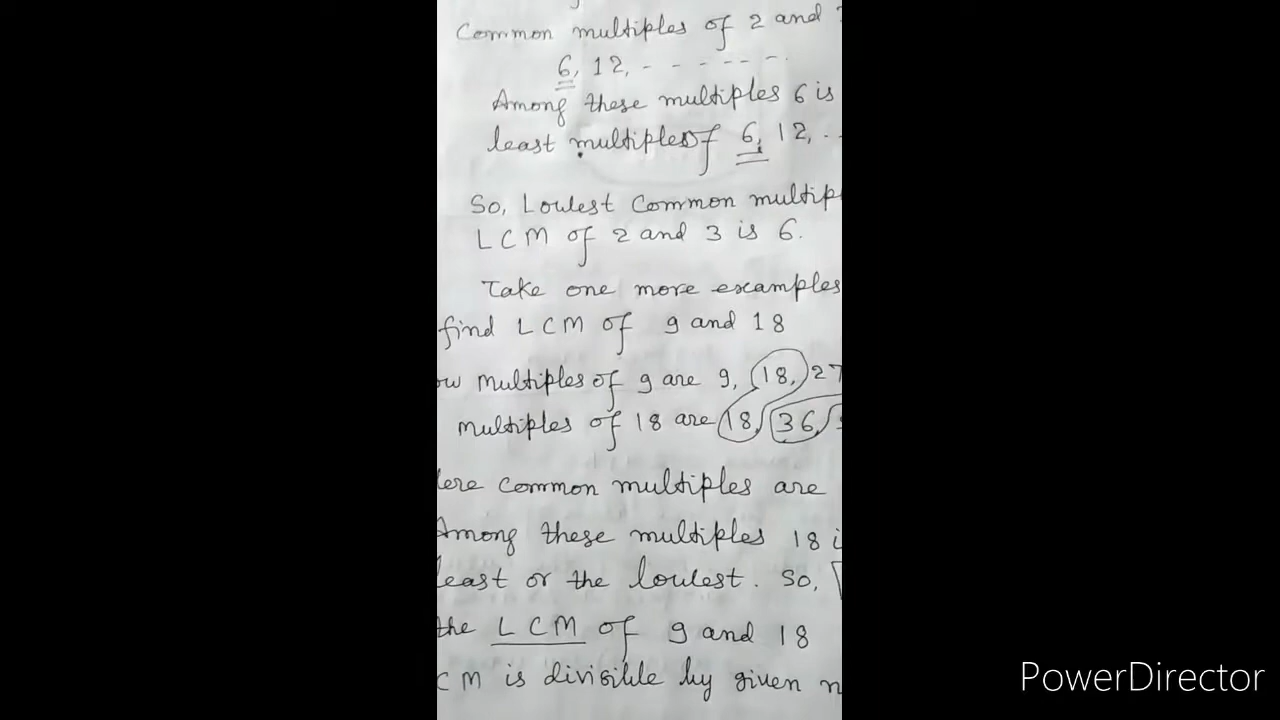 Common multiples of 2 and
6, 12, - - - - - -.
Among these multiples 6 is
least multiples of 6, 12, ..
So, Lowest Common multip
LCM of 2 and 3 is 6.
Take one more examples
find LCM of 9 and 18
ow multiples of 9 are 9, 18, 27
multiples of 18 are 18, 36,
Here common multiples are
Among these multiples 18 i
least or the lowest. So,
the LCM of 9 and 18
CM is divisible by given n
PowerDirector